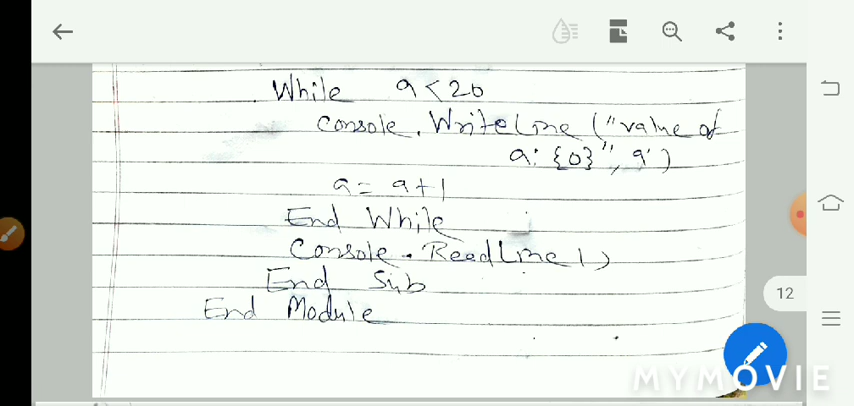 While a < 20
Console.WriteLine ("value of
a: {0}", a)
a = a + 1
End While
Console.ReadLine()
End Sub
End Module
12
MYMOVIE